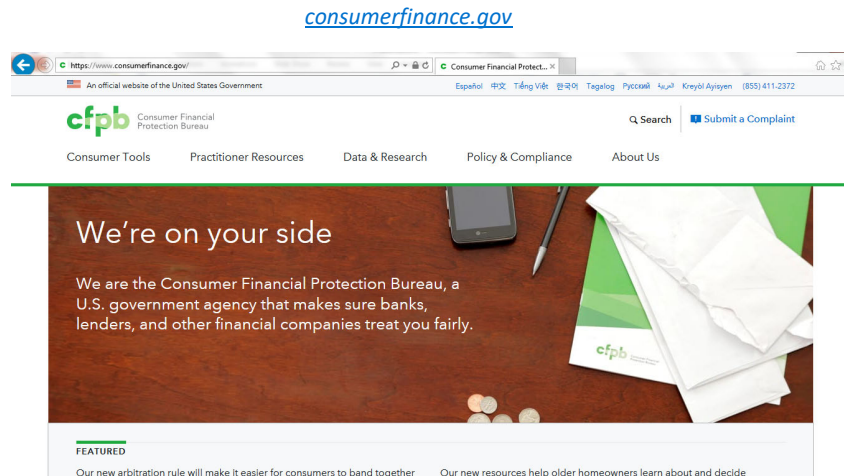 consumerfinance.gov
https://www.consumerfinance.gov/
Consumer Financial Protect...
An official website of the United States Government
Español 中文 Tiếng Việt 한국어 Tagalog Русский العربية Kreyòl Ayisyen (855) 411-2372
cfpb Consumer Financial
Protection Bureau
Search
Submit a Complaint
Consumer Tools Practitioner Resources Data & Research Policy & Compliance About Us
We're on your side
We are the Consumer Financial Protection Bureau, a
U.S. government agency that makes sure banks,
lenders, and other financial companies treat you fairly.
cfpb
FEATURED
Our new arbitration rule will make it easier for consumers to band together
Our new resources help older homeowners learn about and decide